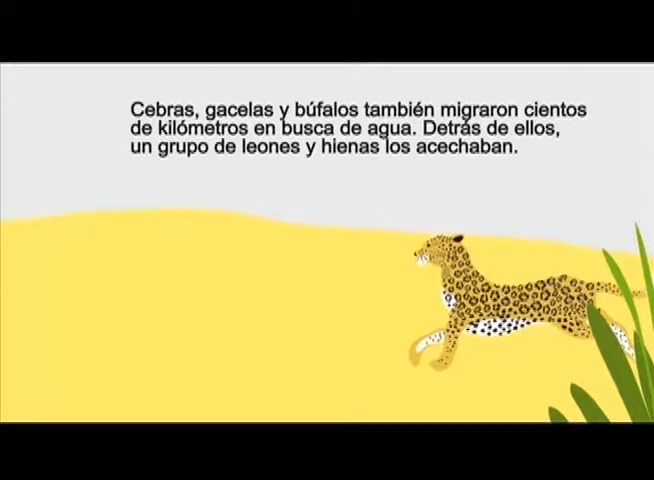 Cebras, gacelas y búfalos también migraron cientos
de kilómetros en busca de agua. Detrás de ellos,
un grupo de leones y hienas los acechaban.